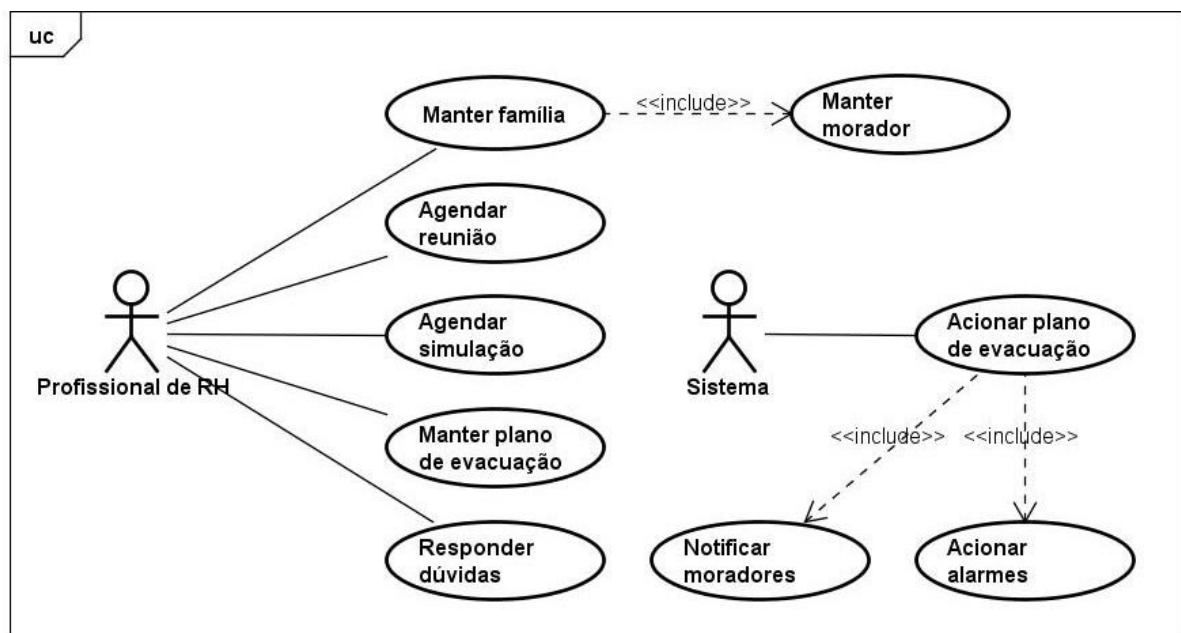 uc
Manter família
<<include>>
Manter
morador
Agendar
reunião
Agendar
simulação
Acionar plano
de evacuação
Profissional de RH
Sistema
Manter plano
de evacuação
<<include>>
<<include>>
Responder
dúvidas
Notificar
moradores
Acionar
alarmes